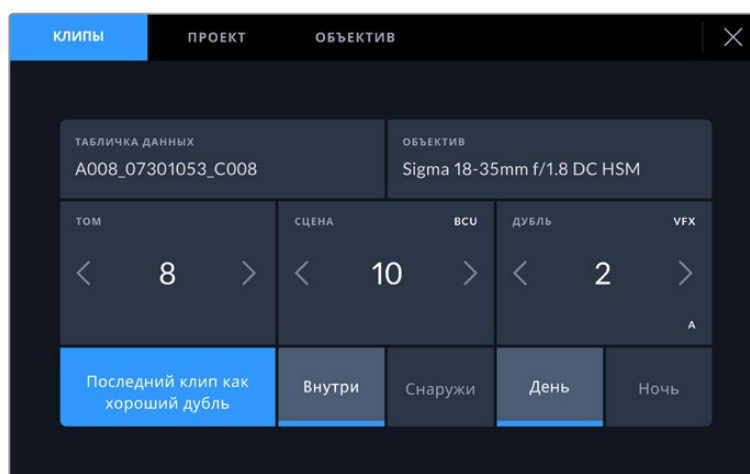 КЛИПЫ ПРОЕКТ ОБЪЕКТИВ
ТАБЛИЧКА ДАННЫХ ОБЪЕКТИВ
A008_07301053_C008 Sigma 18-35mm f/1.8 DC HSM
ТОМ СЦЕНА BCU ДУБЛЬ VFX
8 10 2
A
Последний клип как
хороший дубль
Внутри Снаружи День Ночь